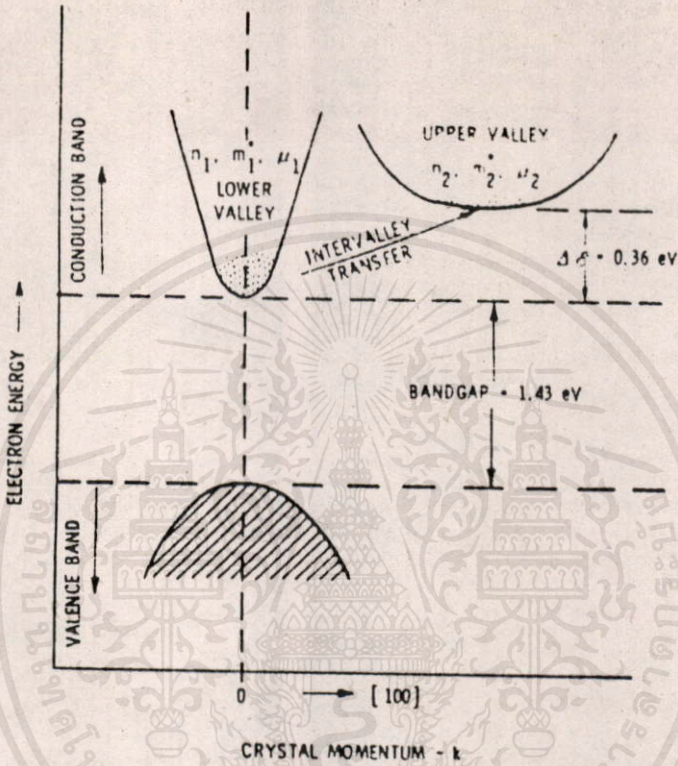 UPPER VALLEY
n₂, m₂*, μ₂
n₁, m₁*, μ₁
LOWER
VALLEY
CONDUCTION BAND
INTERVALLEY
TRANSFER
Δℰ = 0.36 eV
ELECTRON ENERGY
BANDGAP = 1.43 eV
VALENCE BAND
0
[100]
CRYSTAL MOMENTUM - k